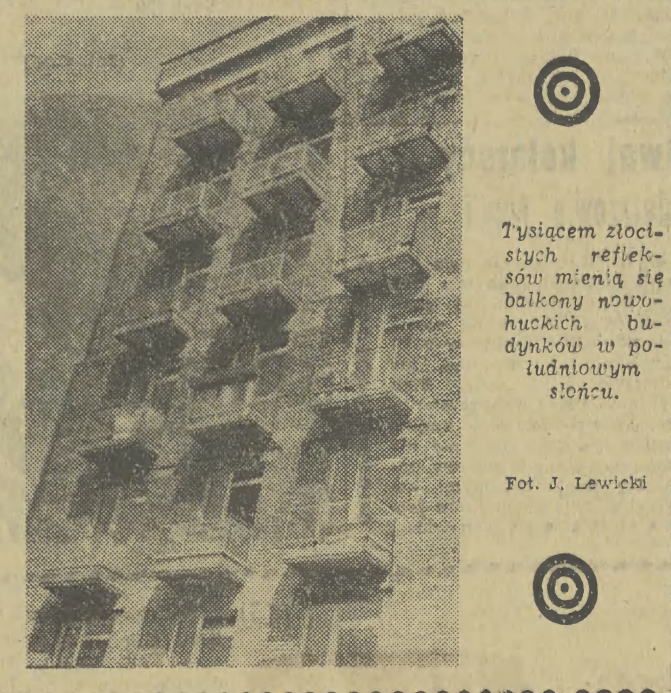 Tysiącem złoci-
stych reflek-
sów mienią się
balkony nowo-
huckich bu-
dynków w po-
łudniowym
słońcu.
Fot. J. Lewicki